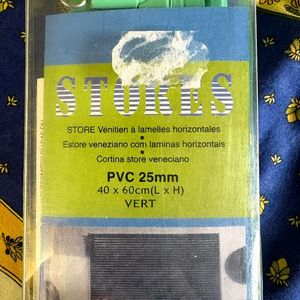 STORES
STORE Vénitien à lamelles horizontales
•
Estore veneziano com laminas horizontais
•
Cortina store veneciano
PVC 25mm
40 x 60cm(L x H)
VERT